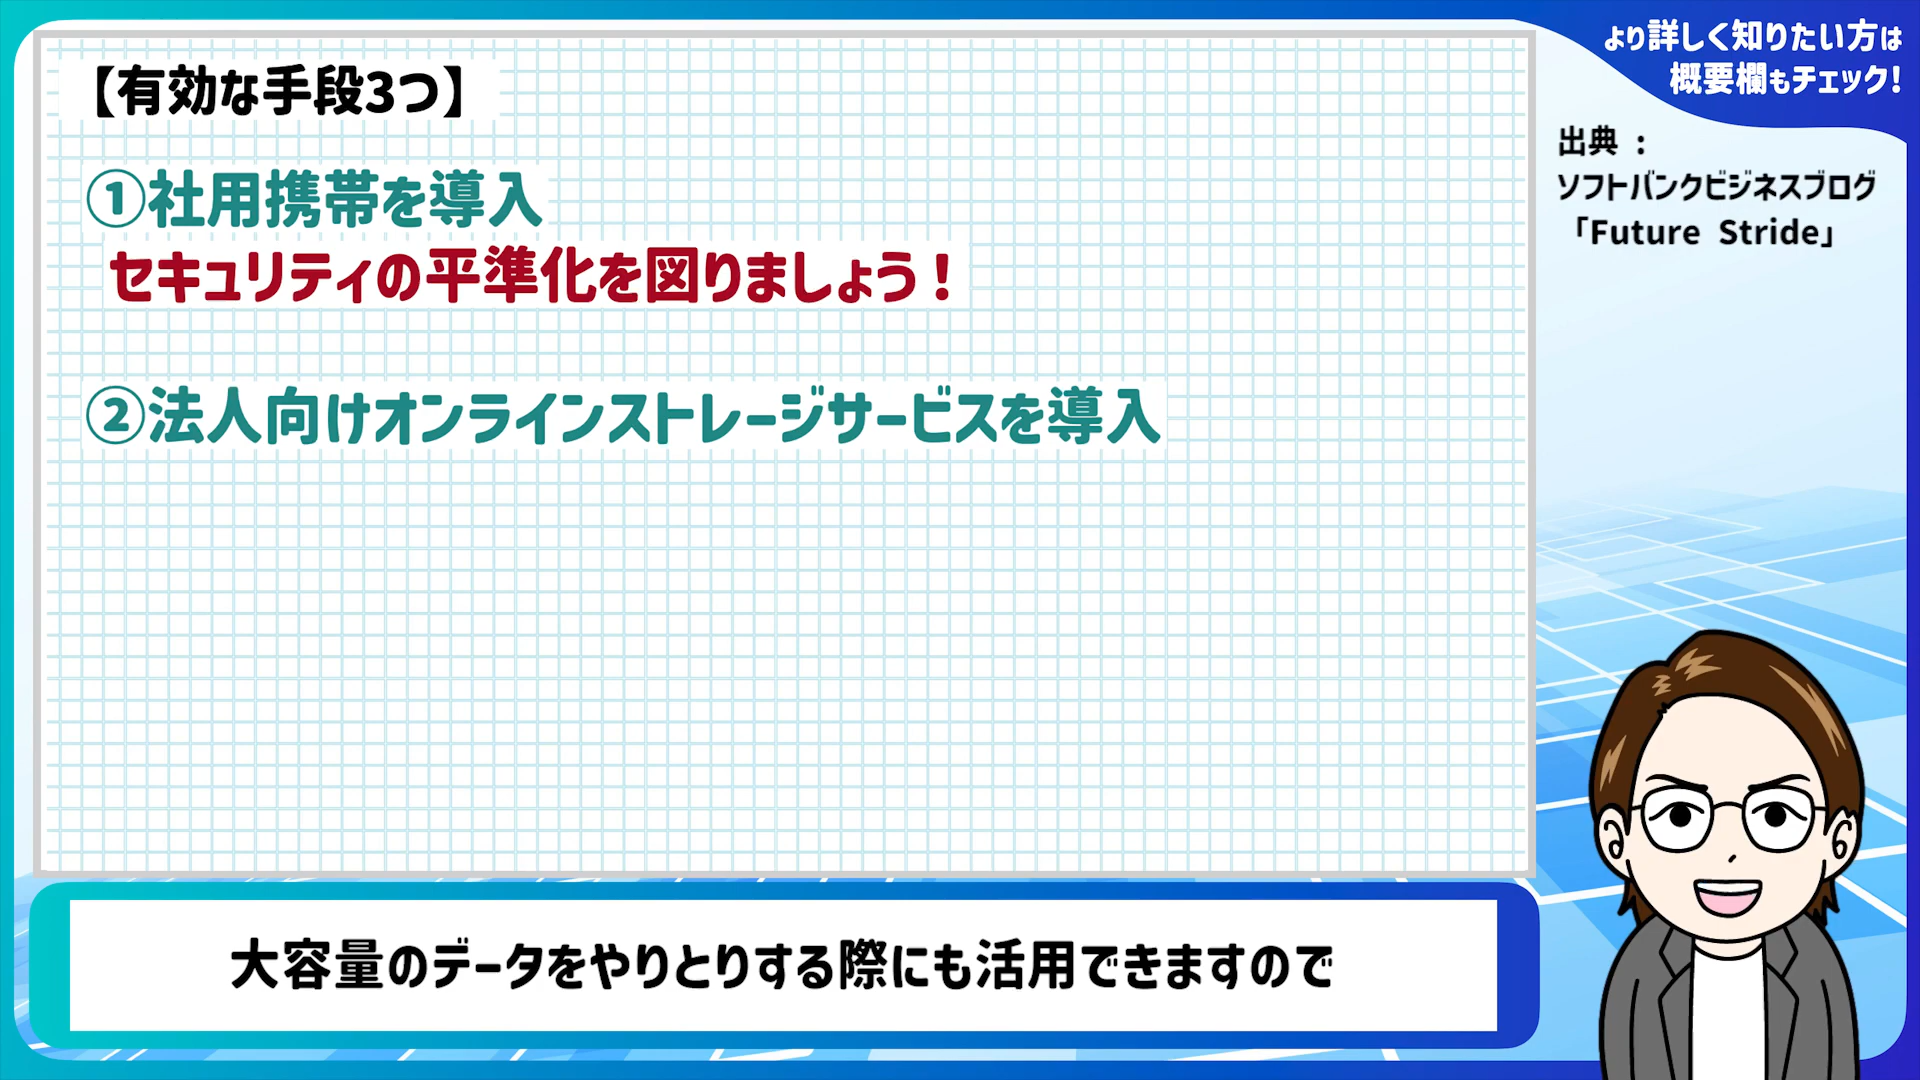 【有効な手段3つ】
①社用携帯を導入
セキュリティの平準化を図りましょう！
②法人向けオンラインストレージサービスを導入
大容量のデータをやりとりする際にも活用できますので
より詳しく知りたい方は
概要欄もチェック！
出典：
ソフトバンクビジネスブログ
「Future Stride」